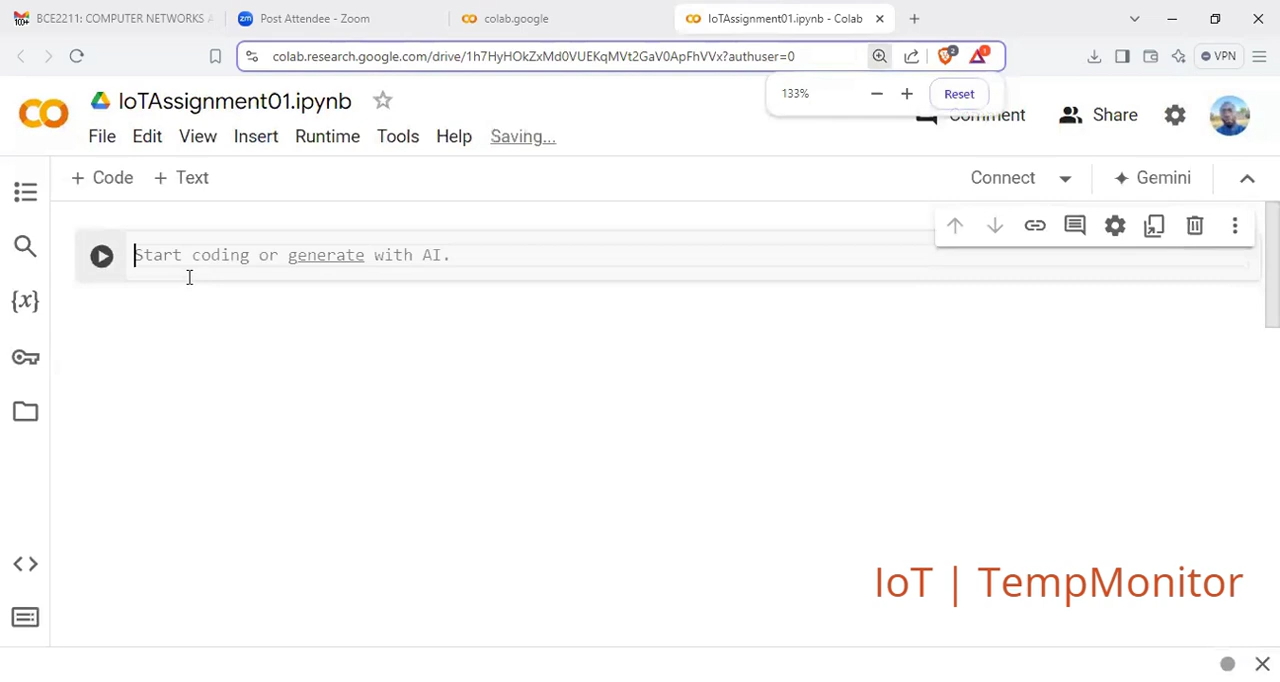 BCE2211: COMPUTER NETWORKS
Post Attendee - Zoom
colab.google
IoTAssignment01.ipynb - Colab
colab.research.google.com/drive/1h7HyHOkZxMd0VUEKqMVt2GaV0ApFhVVx?authuser=0
2
1
VPN
133%
Reset
IoTAssignment01.ipynb
Comment
Share
File Edit View Insert Runtime Tools Help Saving...
+ Code + Text
Connect
Gemini
{x}
Start coding or generate with AI.
IoT | TempMonitor